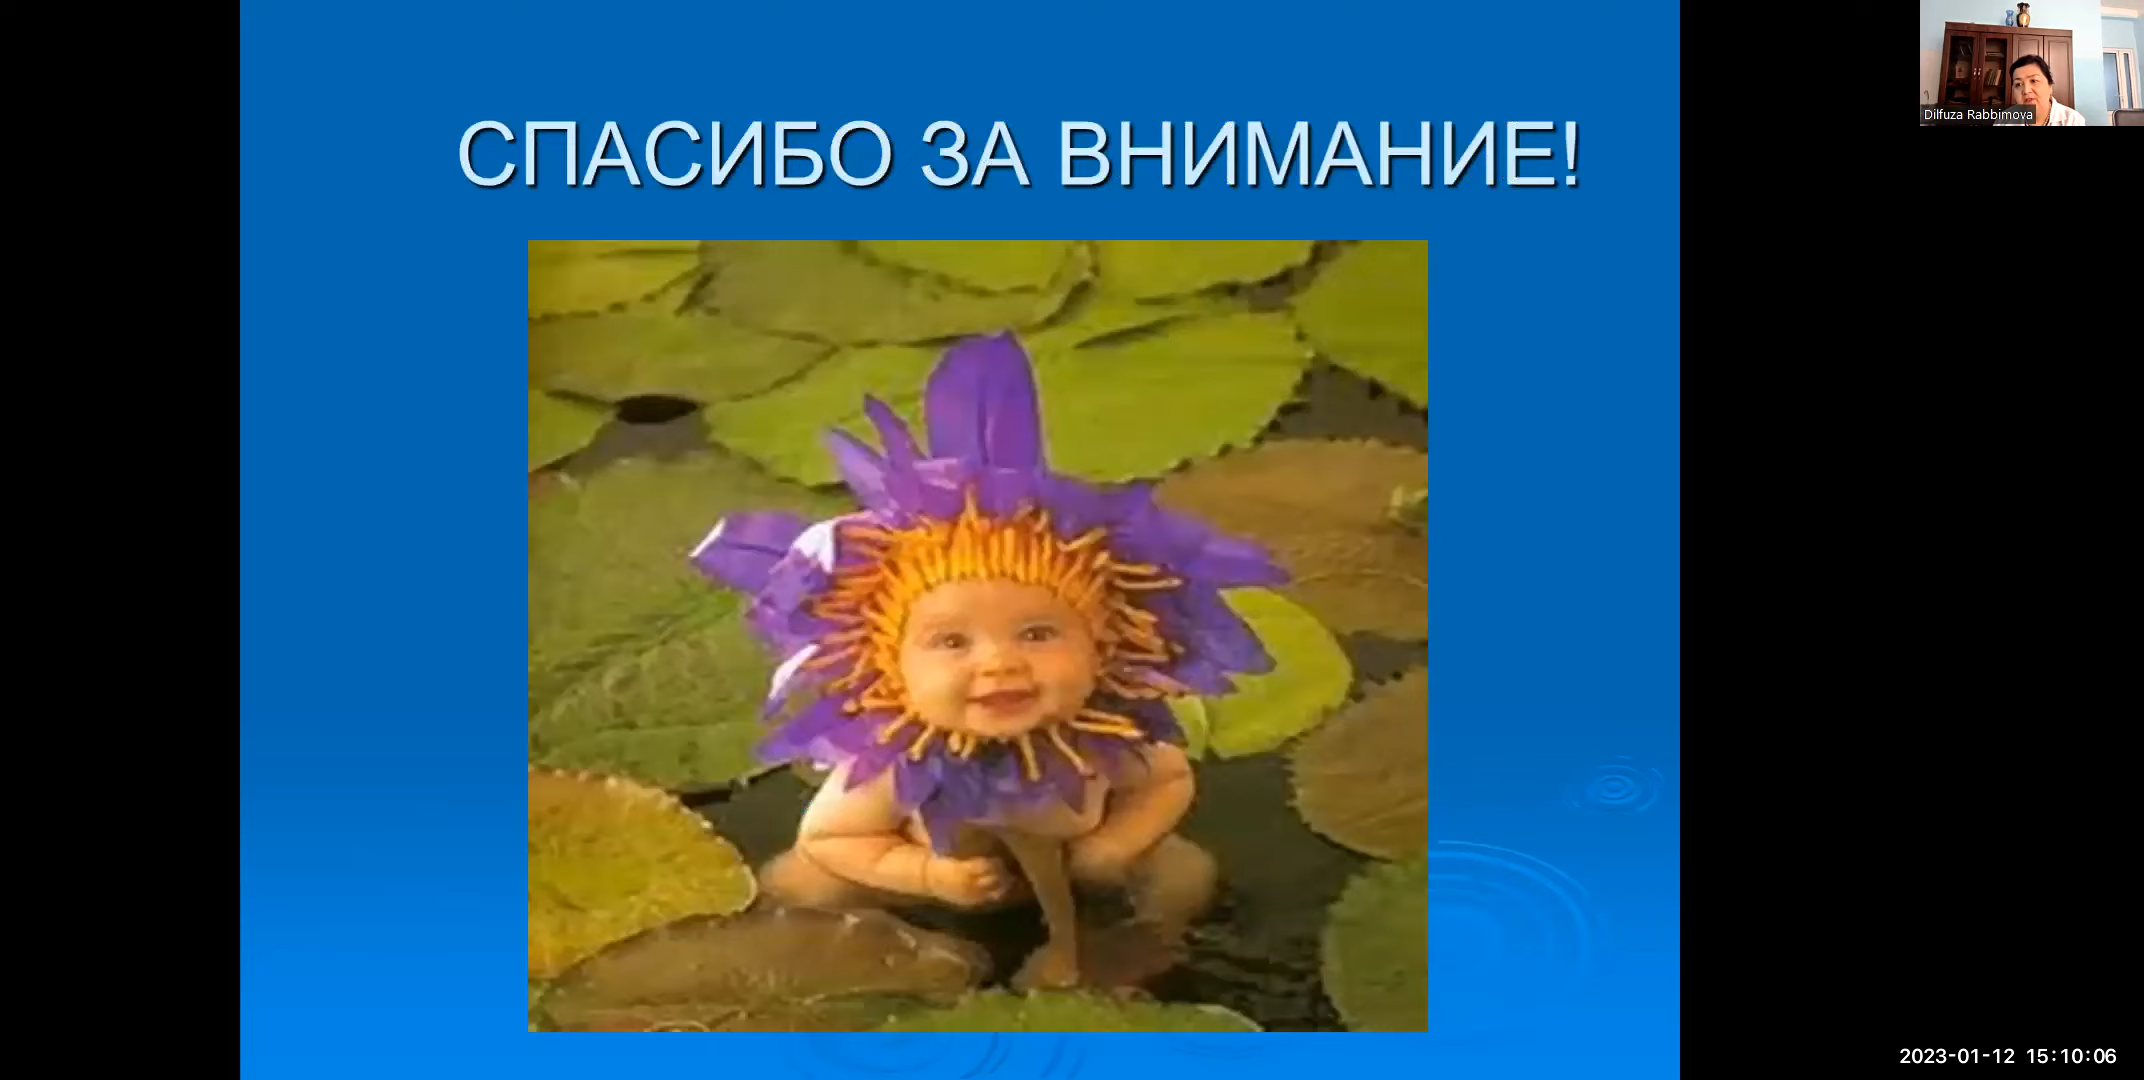 СПАСИБО ЗА ВНИМАНИЕ!
Dilfuza Rabbimova
2023-01-12 15:10:06